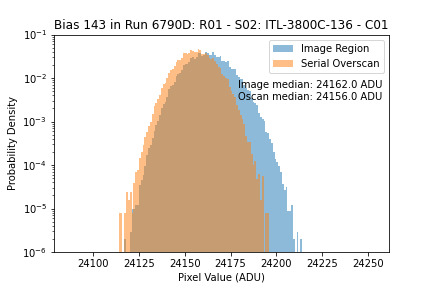 Bias 143 in Run 6790D: R01 - S02: ITL-3800C-136 - C01
Image Region
Serial Overscan
Image median: 24162.0 ADU
Oscan median: 24156.0 ADU
Probability Density
10⁻¹
10⁻²
10⁻³
10⁻⁴
10⁻⁵
10⁻⁶
24100 24125 24150 24175 24200 24225 24250
Pixel Value (ADU)